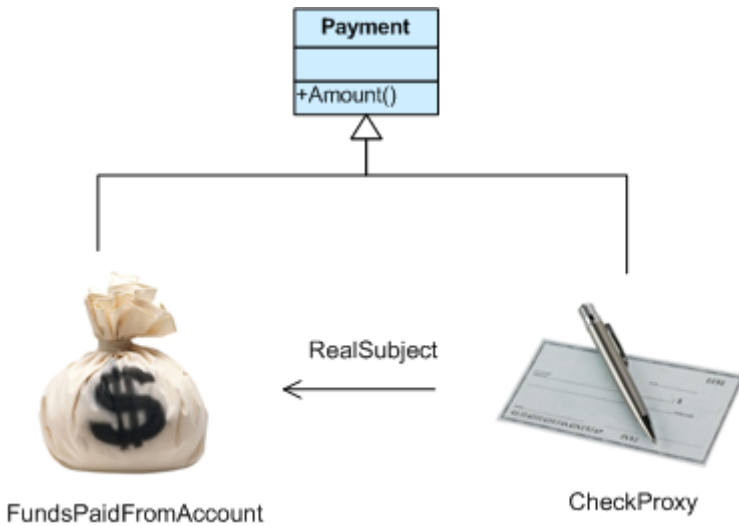 Payment
+Amount()
RealSubject
$
FundsPaidFromAccount
CheckProxy